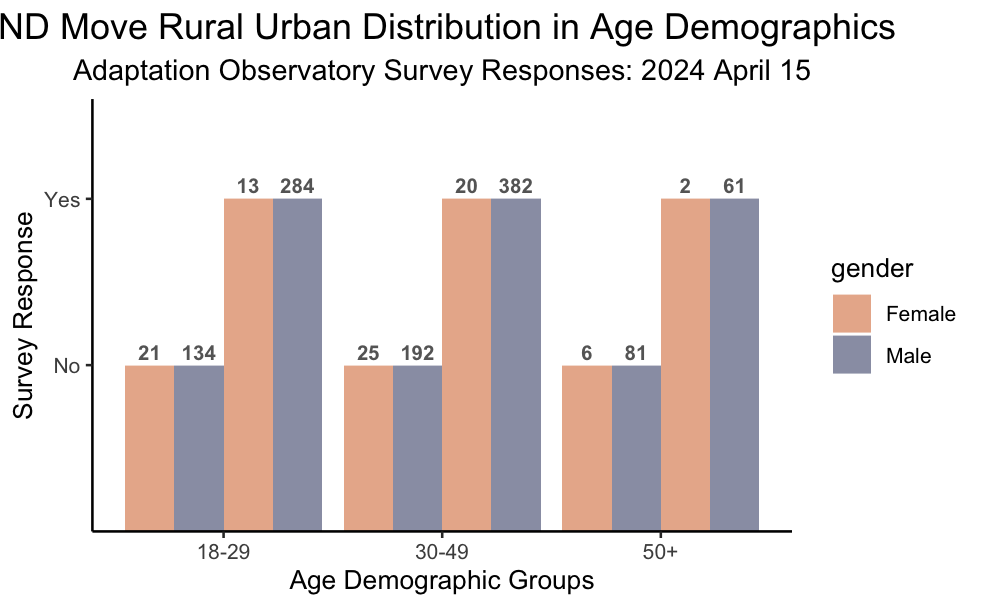 ND Move Rural Urban Distribution in Age Demographics
Adaptation Observatory Survey Responses: 2024 April 15
Survey Response
Yes
No
13 284
20 382
2 61
21 134
25 192
6 81
18-29
30-49
50+
Age Demographic Groups
gender
Female
Male